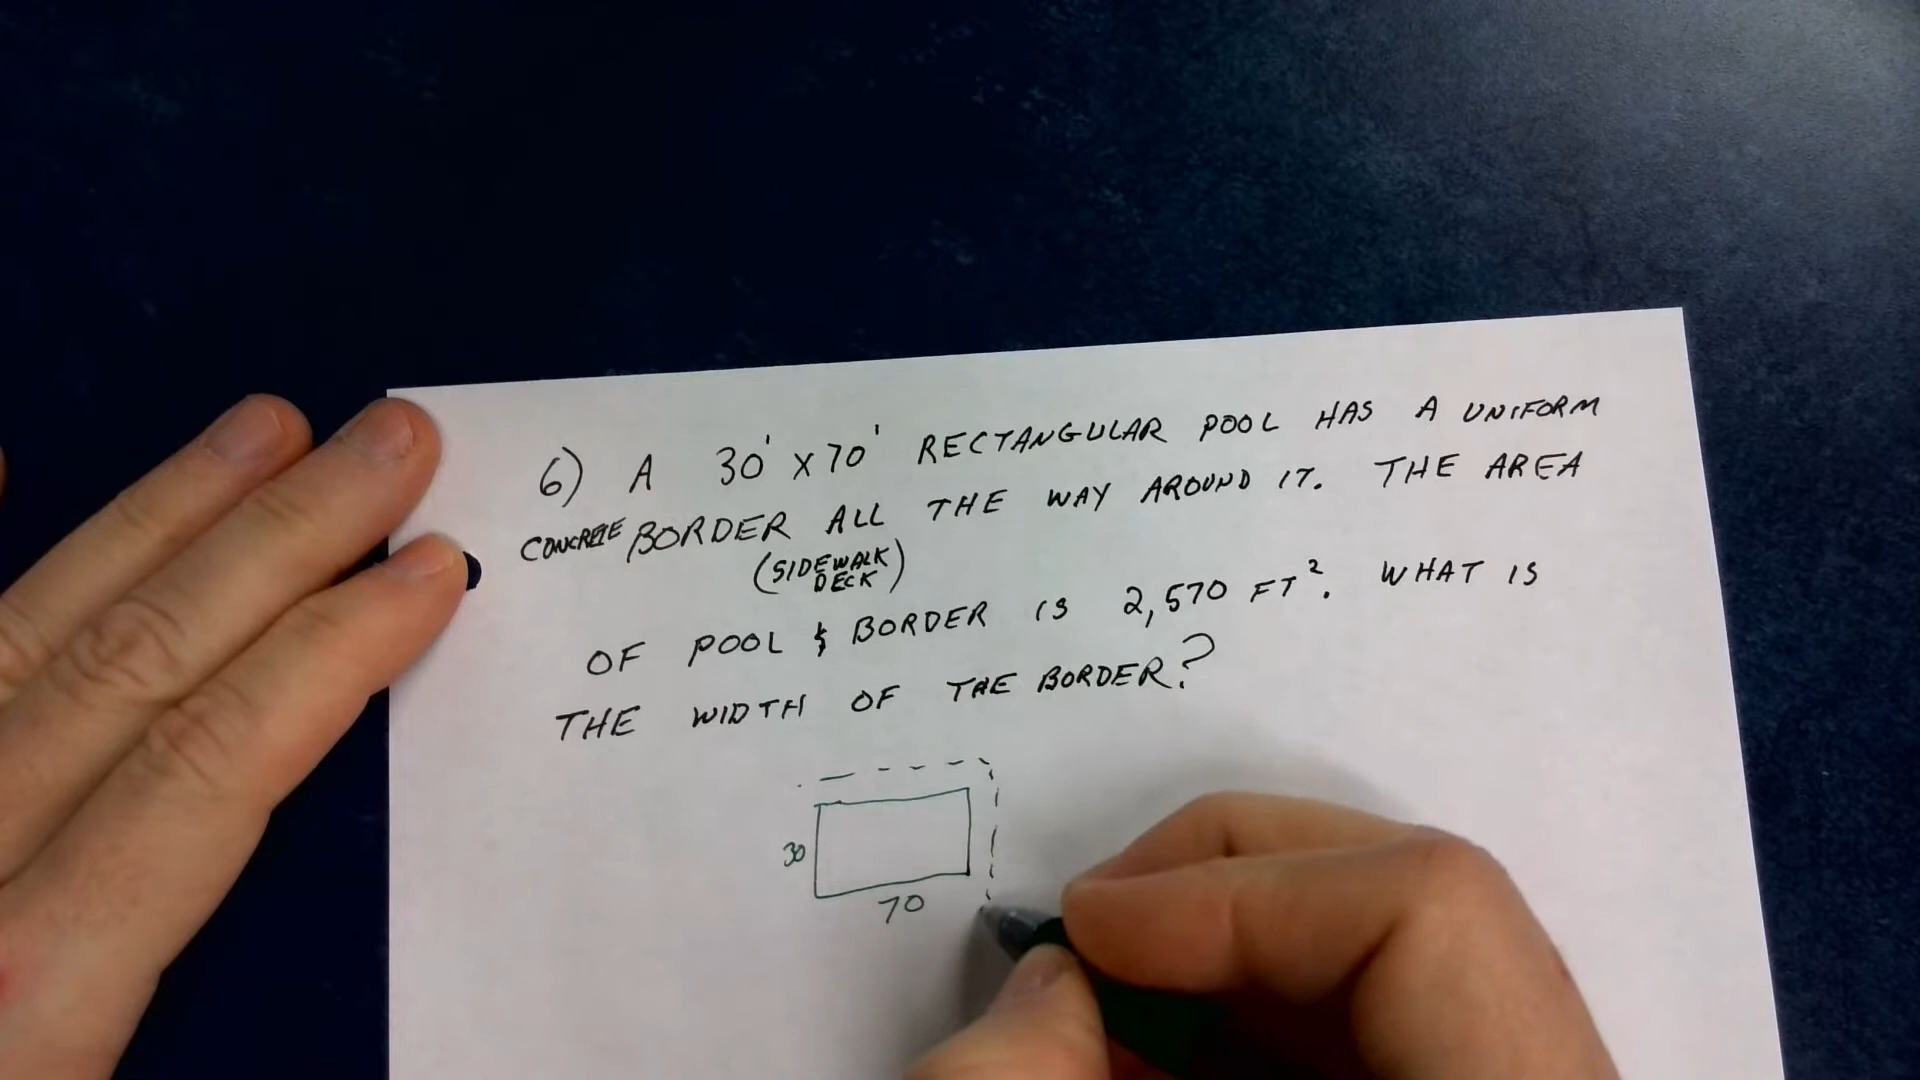 6) A 30' x 70' RECTANGULAR POOL HAS A UNIFORM
CONCRETE BORDER ALL THE WAY AROUND IT. THE AREA
(SIDEWALK
DECK)
OF POOL & BORDER IS 2,570 FT². WHAT IS
THE WIDTH OF THE BORDER?
30
70